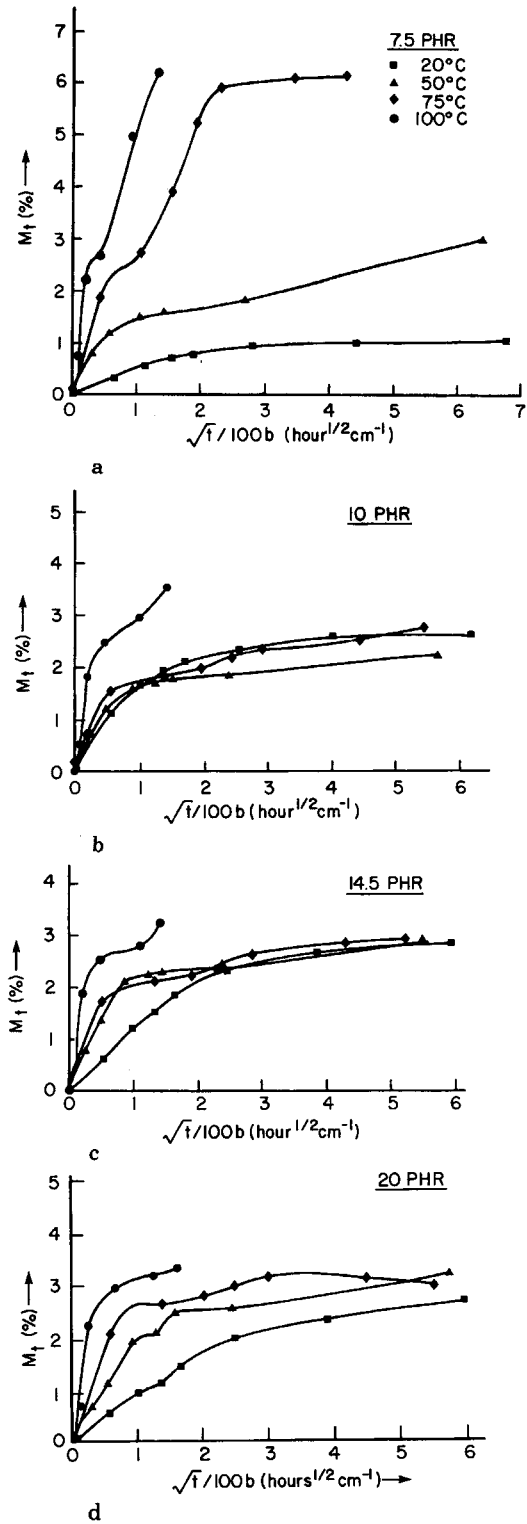 7.5 PHR
■ 20°C
▲ 50°C
◆ 75°C
● 100°C
7
6
5
4
3
2
1
0
Mt (%) →
0 1 2 3 4 5 6 7
√t/100b (hour1/2cm-1)
a
10 PHR
5
4
3
2
1
0
Mt (%) →
0 1 2 3 4 5 6
√t/100b (hour1/2cm-1)
b
14.5 PHR
4
3
2
1
0
Mt (%) →
0 1 2 3 4 5 6
√t/100b (hour1/2cm-1)
c
20 PHR
5
4
3
2
1
0
Mt (%) →
0 1 2 3 4 5 6
√t/100b (hours1/2cm-1) →
d